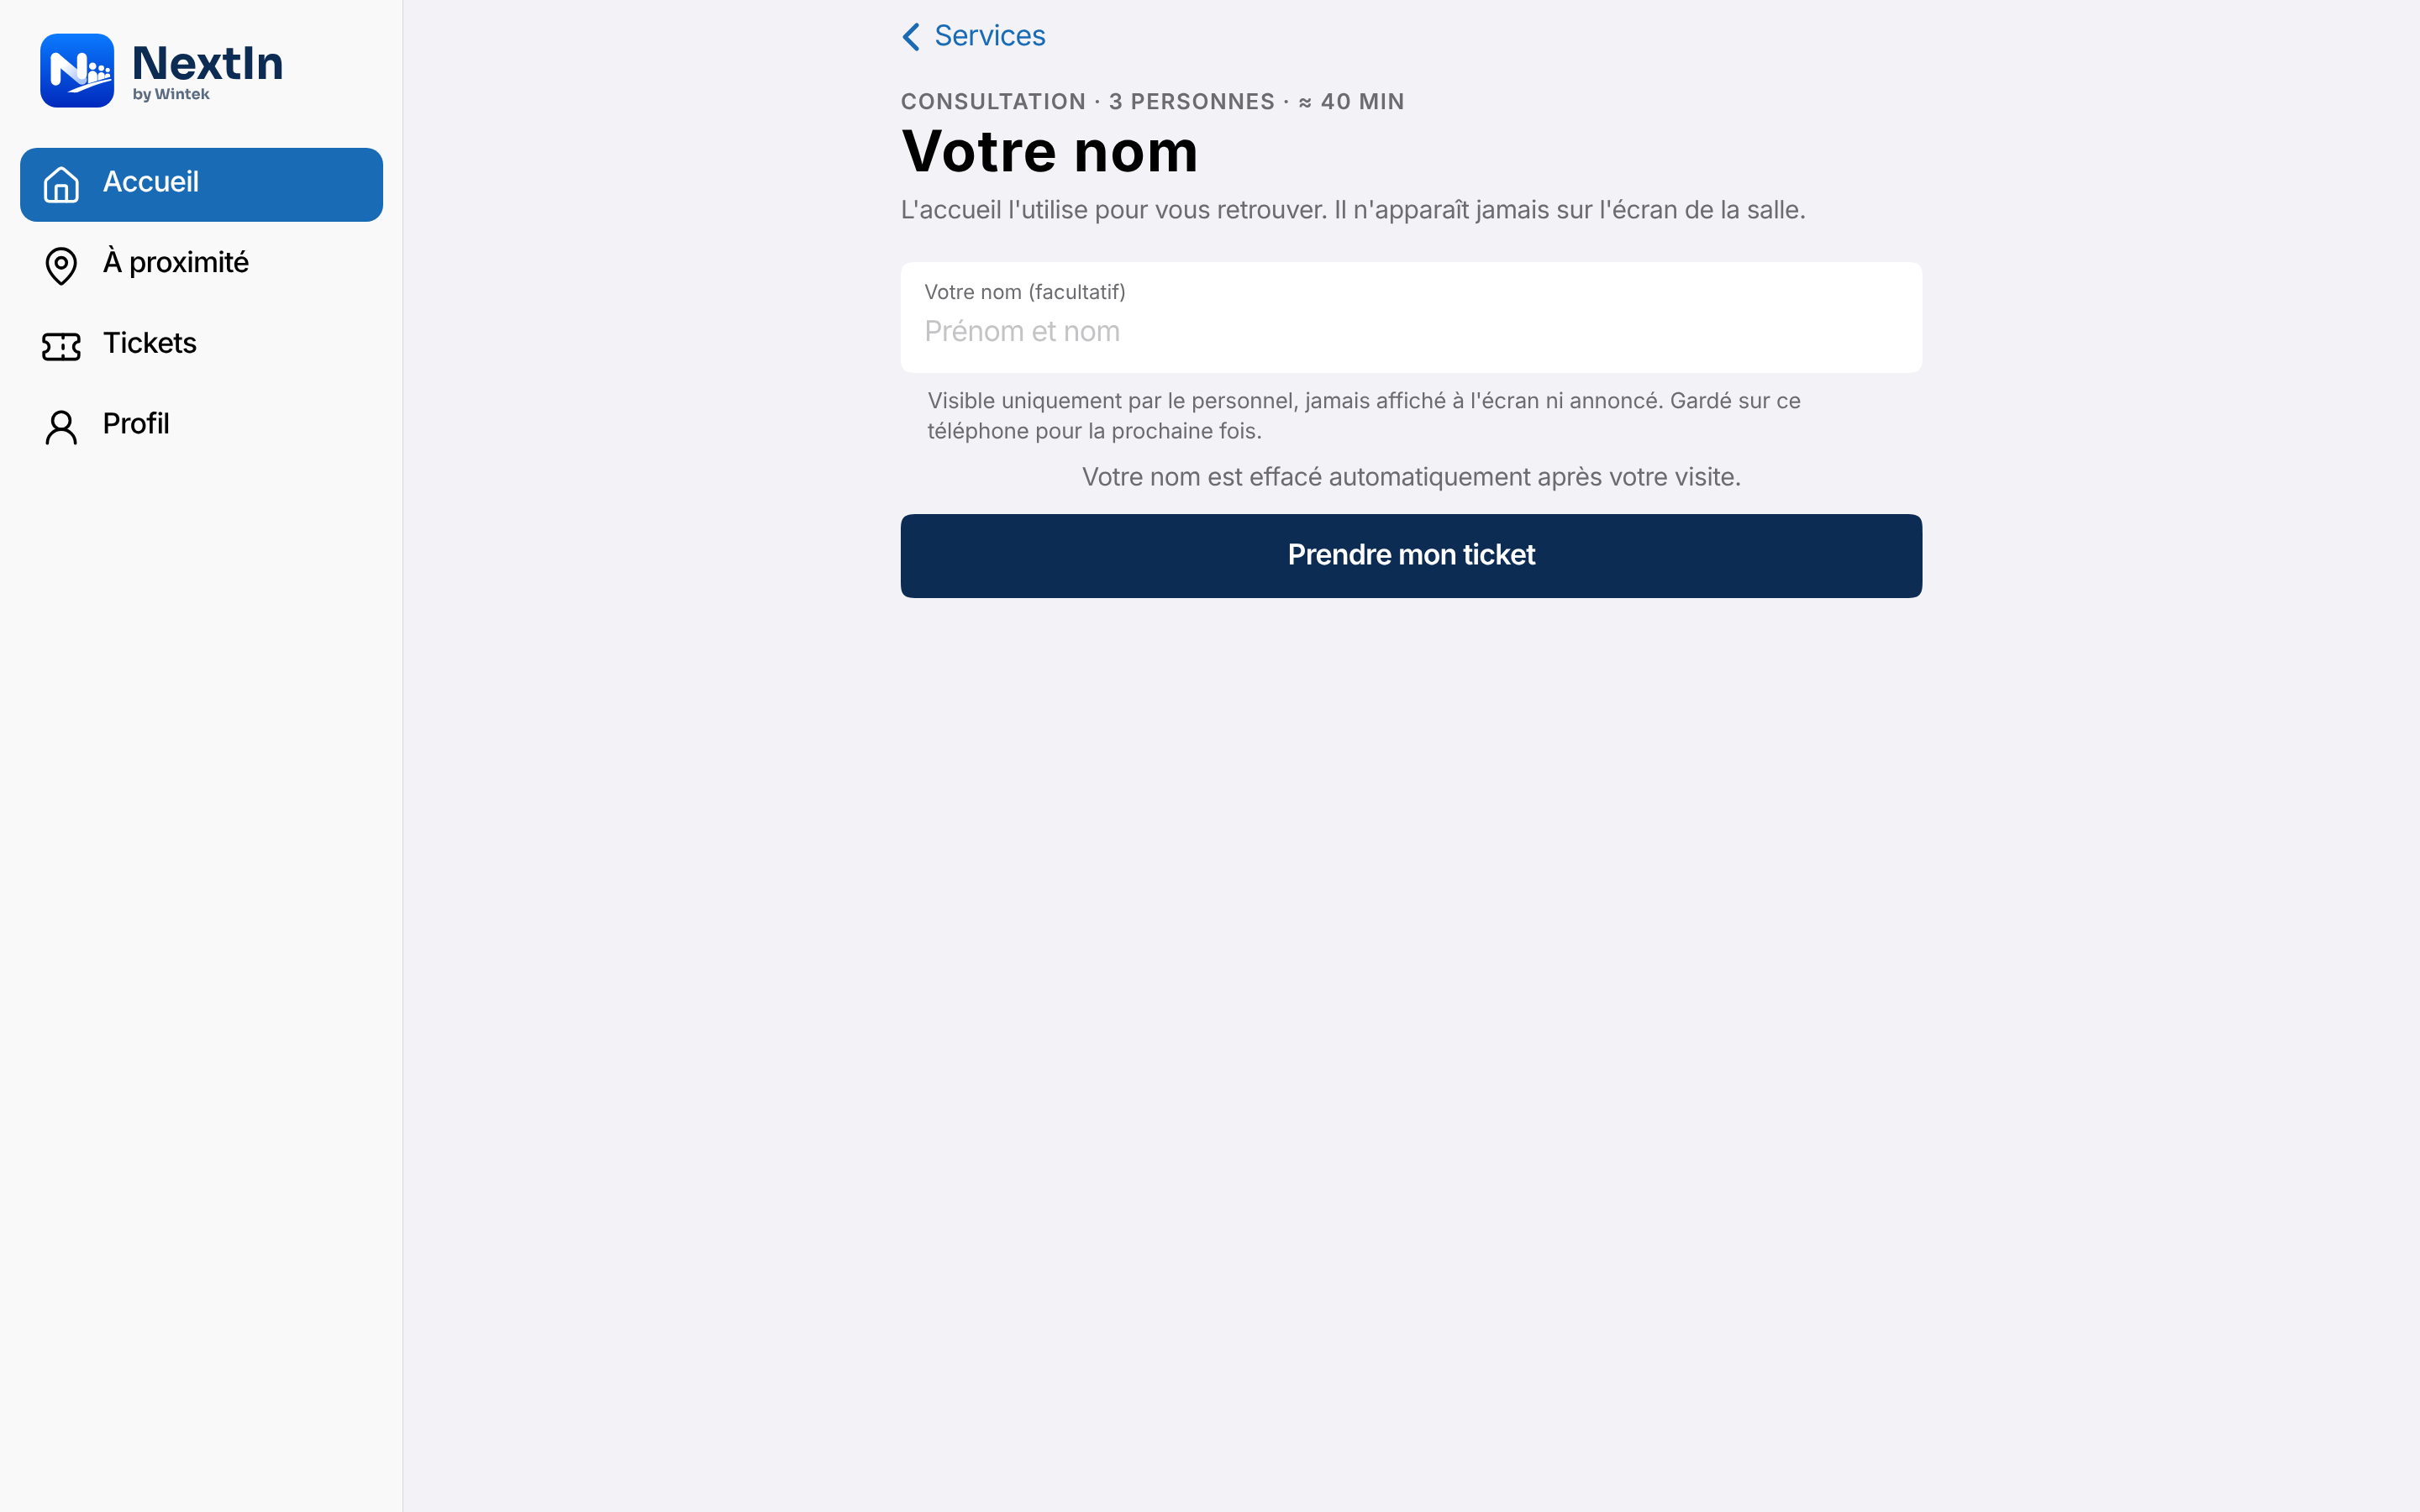 NextIn
by Wintek
Accueil
À proximité
Tickets
Profil
Services
CONSULTATION · 3 PERSONNES · ≈ 40 MIN
Votre nom
L'accueil l'utilise pour vous retrouver. Il n'apparaît jamais sur l'écran de la salle.
Votre nom (facultatif)
Prénom et nom
Visible uniquement par le personnel, jamais affiché à l'écran ni annoncé. Gardé sur ce
téléphone pour la prochaine fois.
Votre nom est effacé automatiquement après votre visite.
Prendre mon ticket